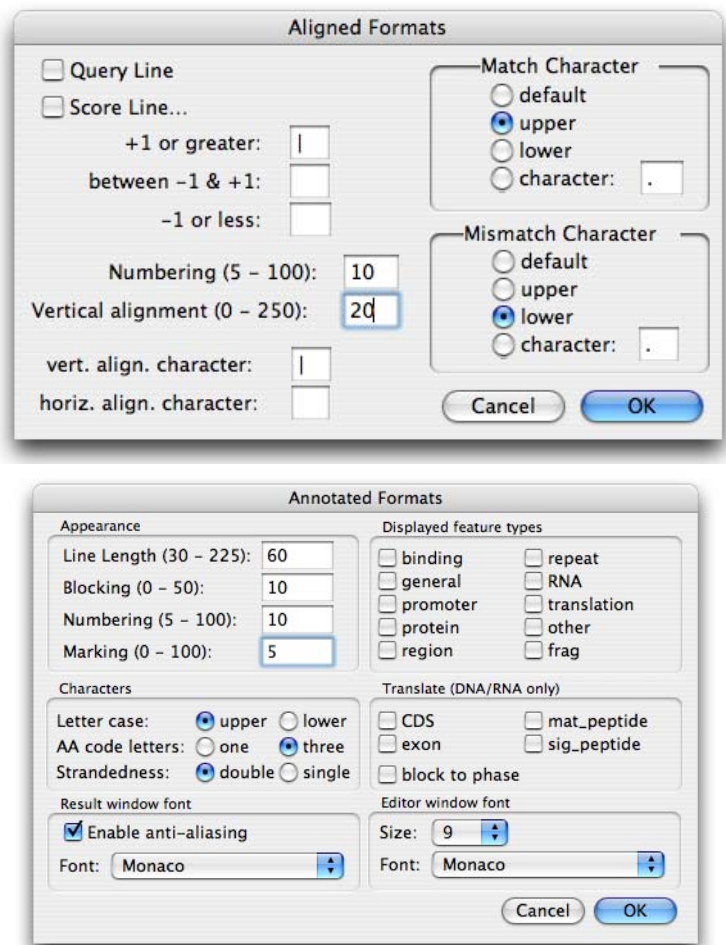 Aligned Formats
Query Line
Score Line...
+1 or greater: |
between -1 & +1:
-1 or less:
Numbering (5 - 100): 10
Vertical alignment (0 - 250): 20
vert. align. character: |
horiz. align. character:
Match Character
default
upper
lower
character: .
Mismatch Character
default
upper
lower
character: .
Cancel OK
Annotated Formats
Appearance
Line Length (30 - 225): 60
Blocking (0 - 50): 10
Numbering (5 - 100): 10
Marking (0 - 100): 5
Displayed feature types
binding repeat
general RNA
promoter translation
protein other
region frag
Characters
Letter case: upper lower
AA code letters: one three
Strandedness: double single
Translate (DNA/RNA only)
CDS mat_peptide
exon sig_peptide
block to phase
Result window font
Enable anti-aliasing
Font: Monaco
Editor window font
Size: 9
Font: Monaco
Cancel OK